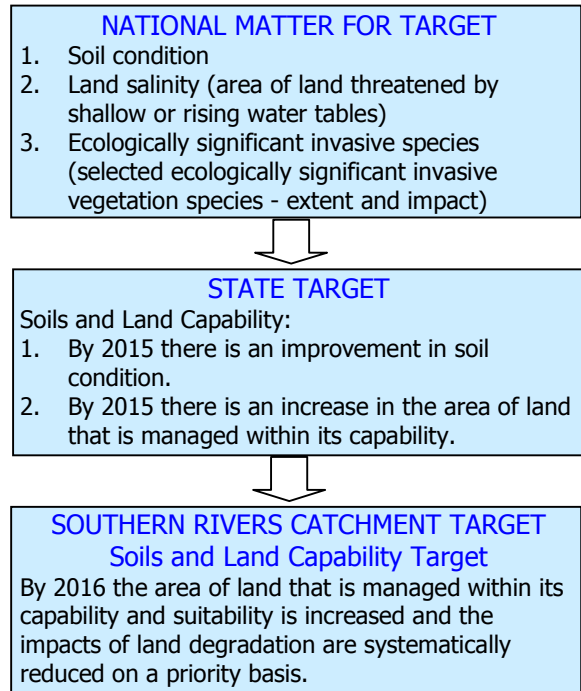 NATIONAL MATTER FOR TARGET
1. Soil condition
2. Land salinity (area of land threatened by
shallow or rising water tables)
3. Ecologically significant invasive species
(selected ecologically significant invasive
vegetation species - extent and impact)
STATE TARGET
Soils and Land Capability:
1. By 2015 there is an improvement in soil
condition.
2. By 2015 there is an increase in the area of land
that is managed within its capability.
SOUTHERN RIVERS CATCHMENT TARGET
Soils and Land Capability Target
By 2016 the area of land that is managed within its
capability and suitability is increased and the
impacts of land degradation are systematically
reduced on a priority basis.